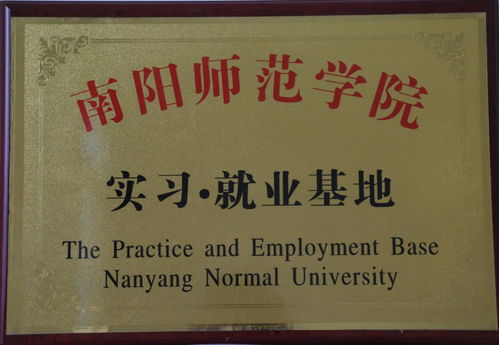 南阳师范学院
实习·就业基地
The Practice and Employment Base
Nanyang Normal University